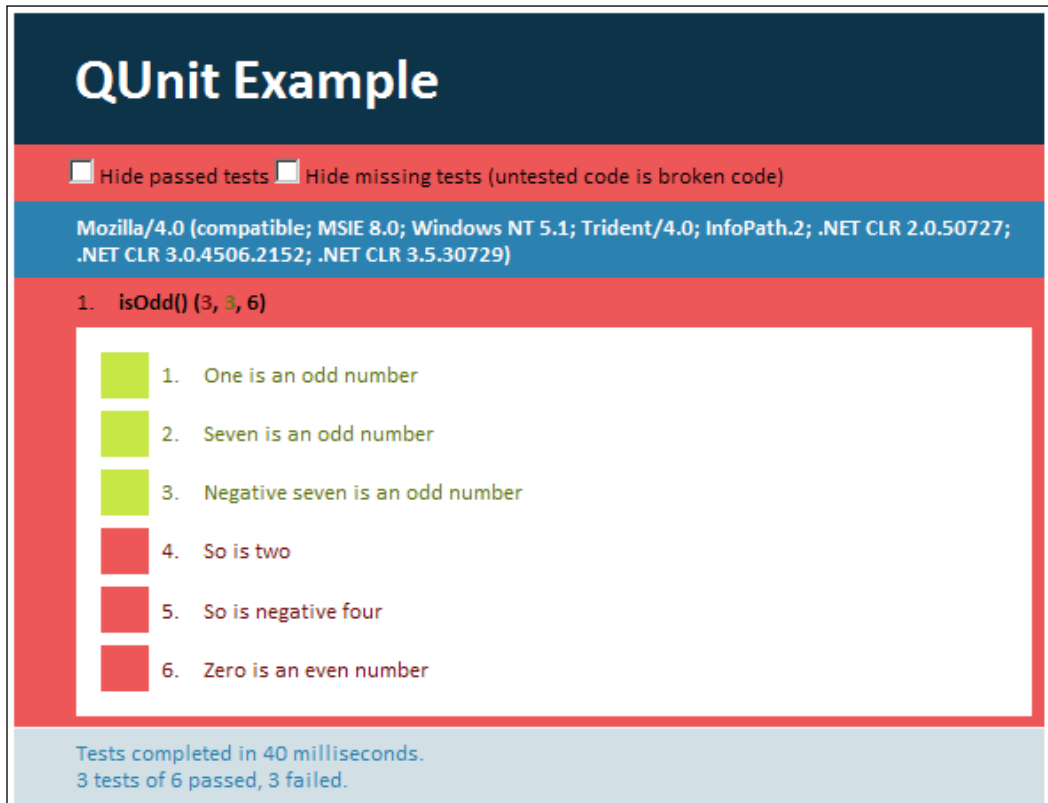 QUnit Example
Hide passed tests Hide missing tests (untested code is broken code)
Mozilla/4.0 (compatible; MSIE 8.0; Windows NT 5.1; Trident/4.0; InfoPath.2; .NET CLR 2.0.50727;
.NET CLR 3.0.4506.2152; .NET CLR 3.5.30729)
1. isOdd() (3, 3, 6)
1. One is an odd number
2. Seven is an odd number
3. Negative seven is an odd number
4. So is two
5. So is negative four
6. Zero is an even number
Tests completed in 40 milliseconds.
3 tests of 6 passed, 3 failed.